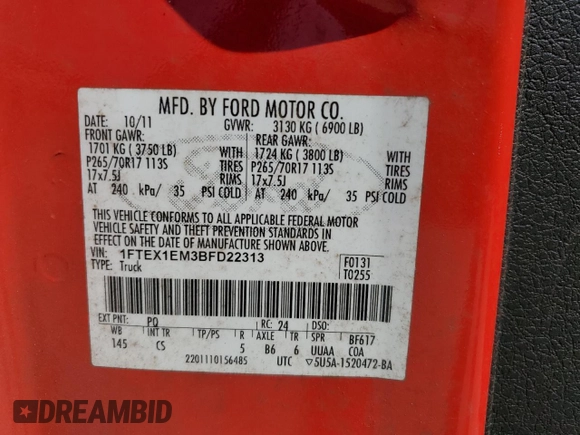 MFD. BY FORD MOTOR CO.
DATE: 10/11 GVWR: 3130 KG ( 6900 LB)
FRONT GAWR: REAR GAWR:
1701 KG ( 3750 LB) WITH 1724 KG ( 3800 LB) WITH
P265/70R17 113S TIRES P265/70R17 113S TIRES
17x7.5J RIMS 17x7.5J RIMS
AT 240 kPa/ 35 PSI COLD AT 240 kPa/ 35 PSI COLD
THIS VEHICLE CONFORMS TO ALL APPLICABLE FEDERAL MOTOR
VEHICLE SAFETY AND THEFT PREVENTION STANDARDS IN
EFFECT ON THE DATE OF MANUFACTURE SHOWN ABOVE.
VIN: 1FTEX1EM3BFD22313 F0131
TYPE: Truck T0255
EXT PNT: PQ RC: 24 DSO:
WB INT TR TP/PS R AXLE TR SPR BF617
145 CS 5 B6 6 UUAA COA
2201110156485 UTC ▽5U5A-1520472-BA
DREAMBID